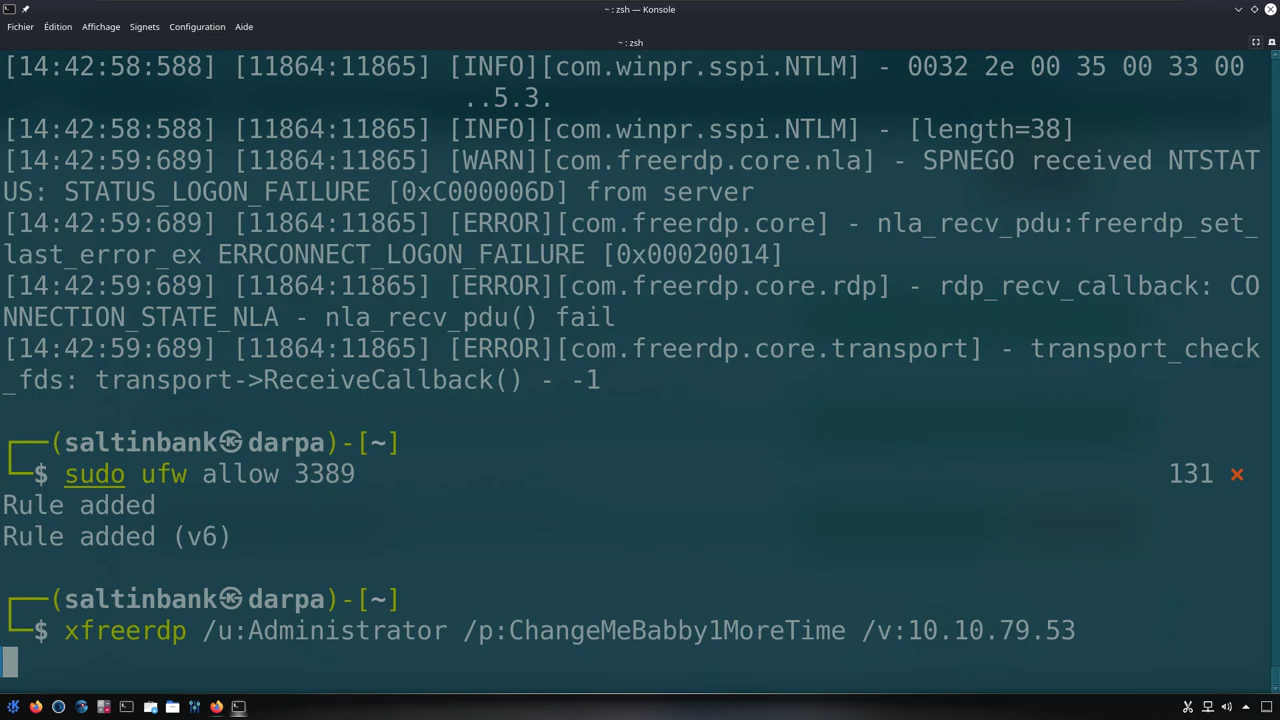 ~ : zsh — Konsole
Fichier Édition Affichage Signets Configuration Aide
~ : zsh
[14:42:58:588] [11864:11865] [INFO][com.winpr.sspi.NTLM] - 0032 2e 00 35 00 33 00
..5.3.
[14:42:58:588] [11864:11865] [INFO][com.winpr.sspi.NTLM] - [length=38]
[14:42:59:689] [11864:11865] [WARN][com.freerdp.core.nla] - SPNEGO received NTSTAT
US: STATUS_LOGON_FAILURE [0xC000006D] from server
[14:42:59:689] [11864:11865] [ERROR][com.freerdp.core] - nla_recv_pdu:freerdp_set_
last_error_ex ERRCONNECT_LOGON_FAILURE [0x00020014]
[14:42:59:689] [11864:11865] [ERROR][com.freerdp.core.rdp] - rdp_recv_callback: CO
NNECTION_STATE_NLA - nla_recv_pdu() fail
[14:42:59:689] [11864:11865] [ERROR][com.freerdp.core.transport] - transport_check
_fds: transport->ReceiveCallback() - -1
┌──(saltinbank㉿darpa)-[~]
└─$ sudo ufw allow 3389 131 ⨯
Rule added
Rule added (v6)
┌──(saltinbank㉿darpa)-[~]
└─$ xfreerdp /u:Administrator /p:ChangeMeBabby1MoreTime /v:10.10.79.53